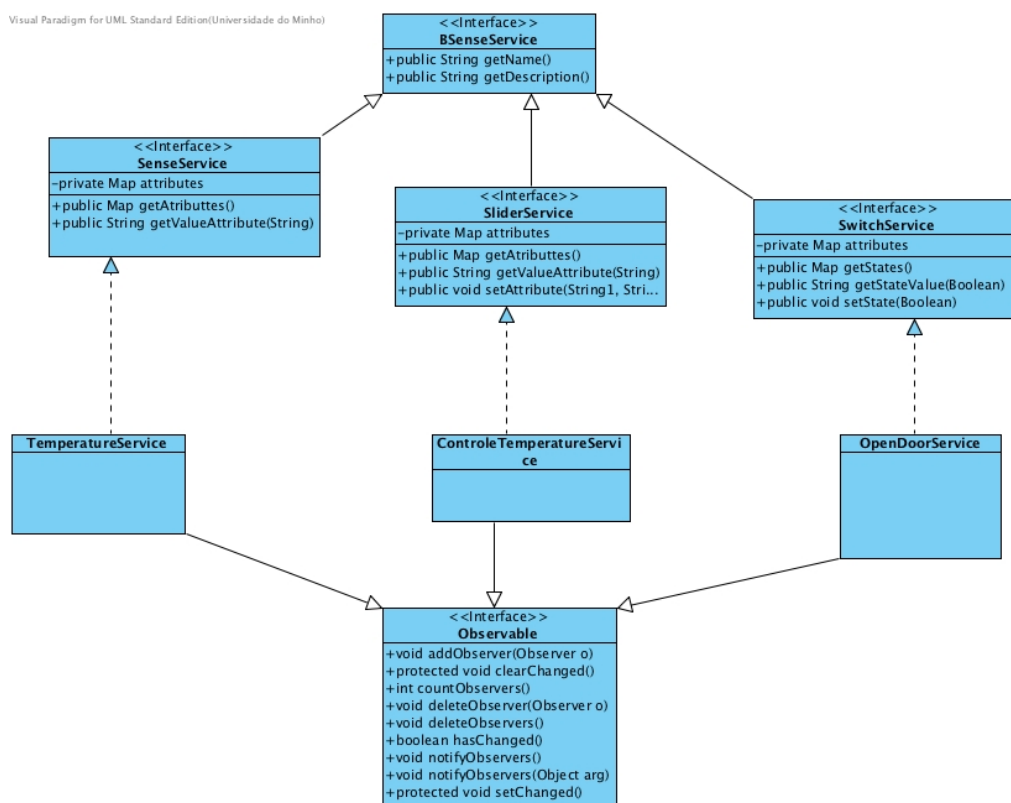 Visual Paradigm for UML Standard Edition(Universidade do Minho)
<<Interface>>
BSenseService
+public String getName()
+public String getDescription()
<<Interface>>
SenseService
-private Map attributes
+public Map getAtributtes()
+public String getValueAttribute(String)
<<Interface>>
SliderService
-private Map attributes
+public Map getAtributtes()
+public String getValueAttribute(String)
+public void setAttribute(String1, Stri...
<<Interface>>
SwitchService
-private Map attributes
+public Map getStates()
+public String getStateValue(Boolean)
+public void setState(Boolean)
TemperatureService
ControleTemperatureServi
ce
OpenDoorService
<<Interface>>
Observable
+void addObserver(Observer o)
+protected void clearChanged()
+int countObservers()
+void deleteObserver(Observer o)
+void deleteObservers()
+boolean hasChanged()
+void notifyObservers()
+void notifyObservers(Object arg)
+protected void setChanged()